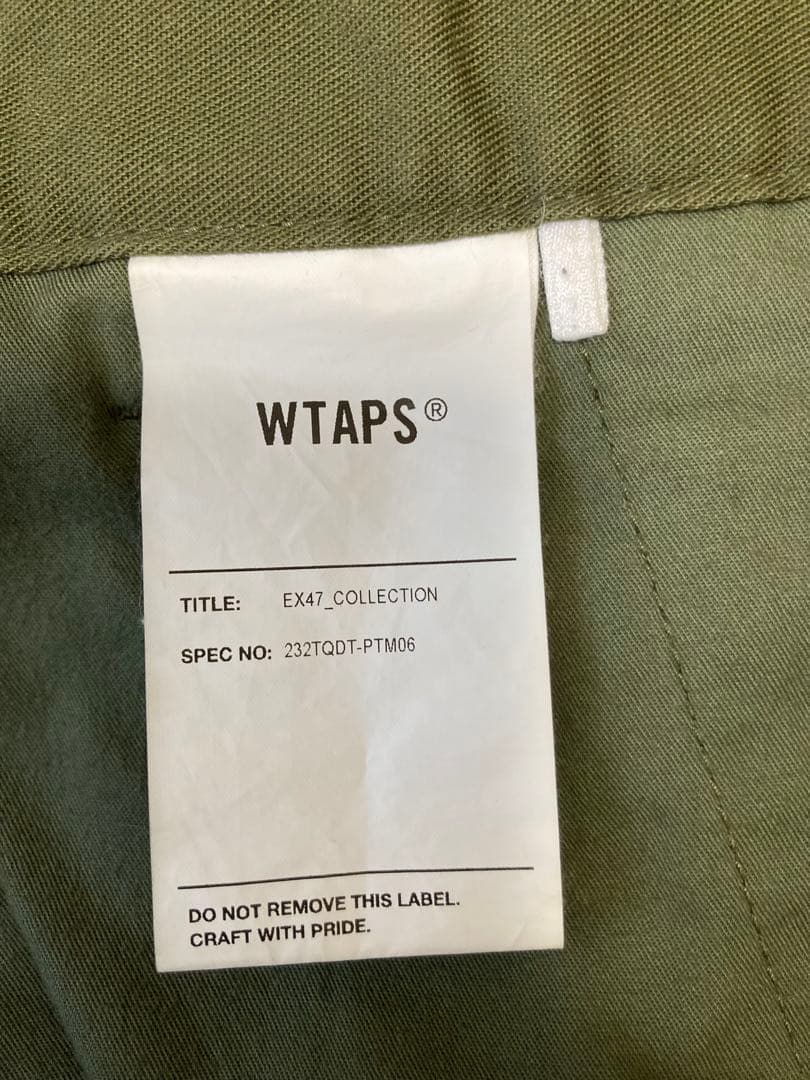 WTAPS®
TITLE: EX47_COLLECTION
SPEC NO: 232TQDT-PTM06
DO NOT REMOVE THIS LABEL.
CRAFT WITH PRIDE.